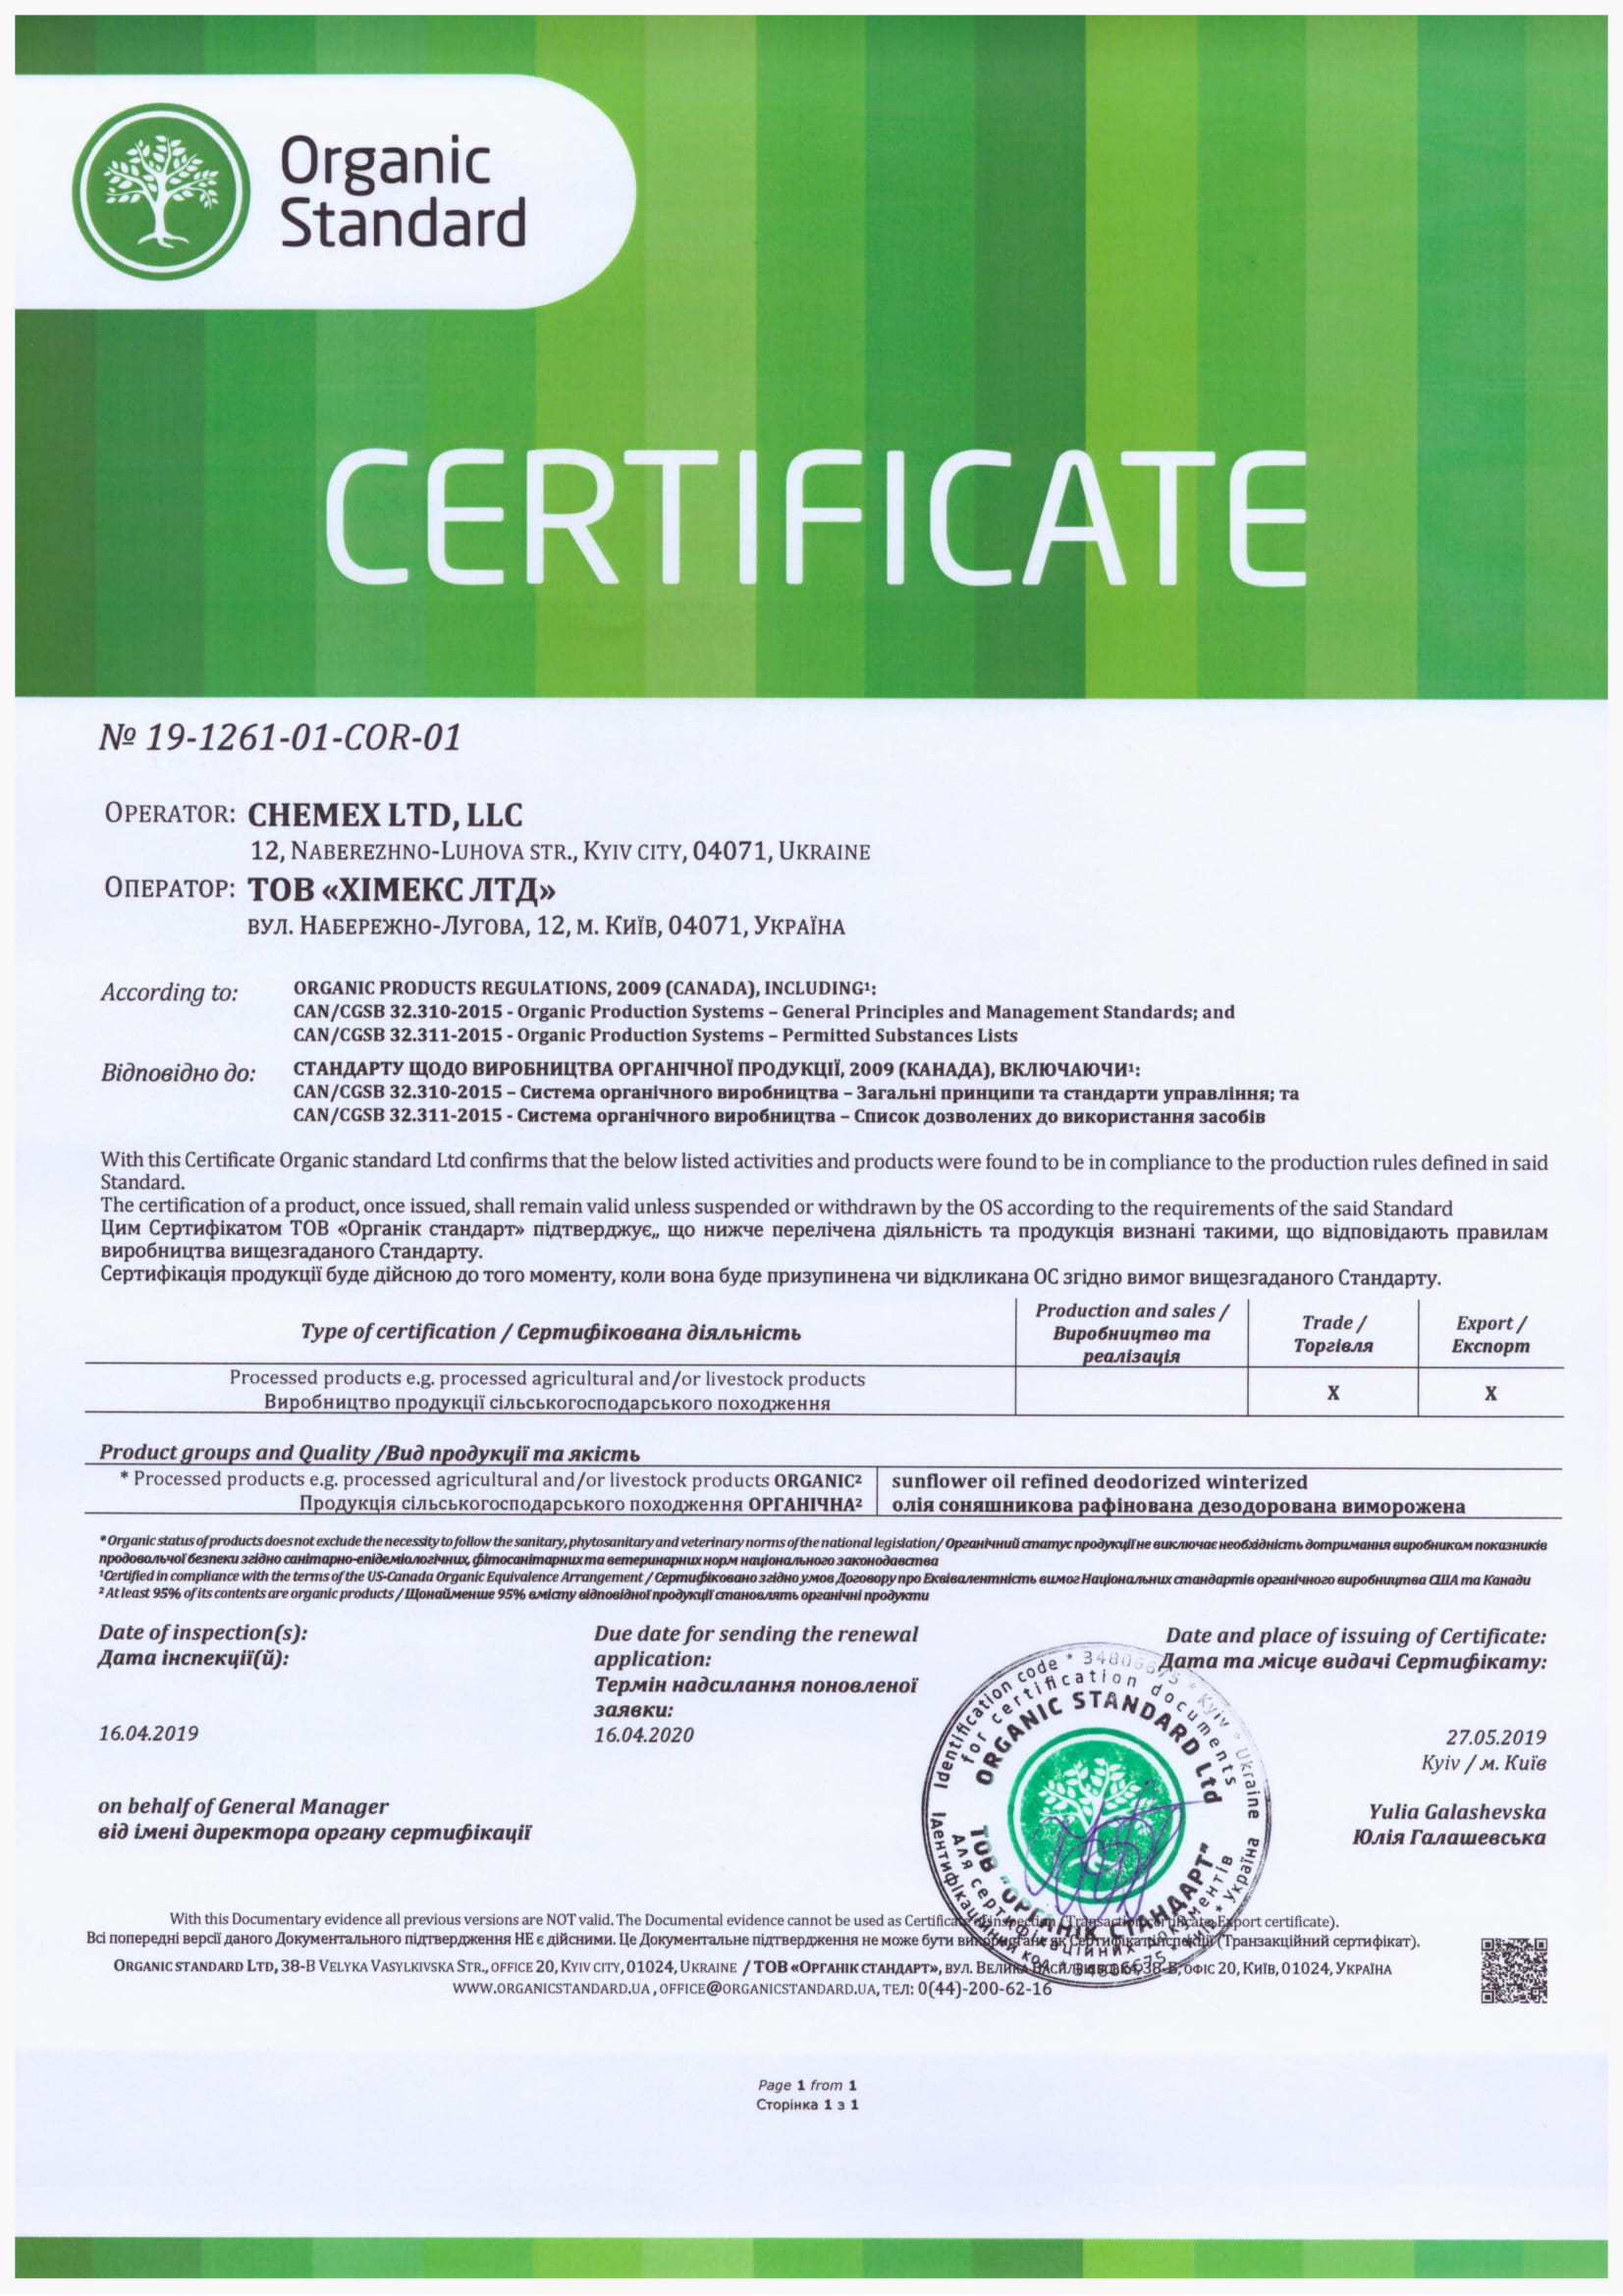 Organic
Standard
CERTIFICATE
№ 19-1261-01-COR-01
OPERATOR: CHEMEX LTD, LLC
12, NABEREZHNO-LUHOVA STR., KYIV CITY, 04071, UKRAINE
ОПЕРАТОР: ТОВ «ХІМЕКС ЛТД»
ВУЛ. НАБЕРЕЖНО-ЛУГОВА, 12, М. КИЇВ, 04071, УКРАЇНА
According to: ORGANIC PRODUCTS REGULATIONS, 2009 (CANADA), INCLUDING¹:
CAN/CGSB 32.310-2015 - Organic Production Systems – General Principles and Management Standards; and
CAN/CGSB 32.311-2015 - Organic Production Systems – Permitted Substances Lists
Відповідно до: СТАНДАРТУ ЩОДО ВИРОБНИЦТВА ОРГАНІЧНОЇ ПРОДУКЦІЇ, 2009 (КАНАДА), ВКЛЮЧАЮЧИ¹:
CAN/CGSB 32.310-2015 – Система органічного виробництва – Загальні принципи та стандарти управління; та
CAN/CGSB 32.311-2015 - Система органічного виробництва – Список дозволених до використання засобів
With this Certificate Organic standard Ltd confirms that the below listed activities and products were found to be in compliance to the production rules defined in said
Standard.
The certification of a product, once issued, shall remain valid unless suspended or withdrawn by the OS according to the requirements of the said Standard
Цим Сертифікатом ТОВ «Органік стандарт» підтверджує,, що нижче перелічена діяльність та продукція визнані такими, що відповідають правилам
виробництва вищезгаданого Стандарту.
Сертифікація продукції буде дійсною до того моменту, коли вона буде призупинена чи відкликана ОС згідно вимог вищезгаданого Стандарту.
Type of certification / Сертифікована діяльність
Production and sales /
Виробництво та
реалізація
Trade /
Торгівля
Export /
Експорт
Processed products e.g. processed agricultural and/or livestock products
Виробництво продукції сільськогосподарського походження
X
X
Product groups and Quality /Вид продукції та якість
* Processed products e.g. processed agricultural and/or livestock products ORGANIC²
Продукція сільськогосподарського походження ОРГАНІЧНА²
sunflower oil refined deodorized winterized
олія соняшникова рафінована дезодорована виморожена
*Organic status of products does not exclude the necessity to follow the sanitary, phytosanitary and veterinary norms of the national legislation/ Органічний статус продукції не виключає необхідність дотримання виробником показників
продовольчої безпеки згідно санітарно-епідеміологічних, фітосанітарних та ветеринарних норм національного законодавства
¹Certified in compliance with the terms of the US-Canada Organic Equivalence Arrangement / Сертифіковано згідно умов Договору про Еквівалентність вимог Національних стандартів органічного виробництва США та Канади
²At least 95% of its contents are organic products / Щонайменше 95% вмісту відповідної продукції становлять органічні продукти
Date of inspection(s):
Дата інспекції(й):
16.04.2019
Due date for sending the renewal
application:
Термін надсилання поновленої
заявки:
16.04.2020
Date and place of issuing of Certificate:
Дата та місце видачі Сертифікату:
27.05.2019
Kyiv / м. Київ
on behalf of General Manager
від імені директора органу сертифікації
Yulia Galashevska
Юлія Галашевська
Identification code * 34806675 * Kyiv * Ukraine
for certification documents
ORGANIC STANDARD Ltd
ТОВ "ОРГАНІК СТАНДАРТ"
Для сертифікаційних документів
Ідентифікаційний код * 34806675 * Київ * Україна
With this Documentary evidence all previous versions are NOT valid. The Documental evidence cannot be used as Certificate of inspection (Transaction certificate, Export certificate).
Всі попередні версії даного Документального підтвердження НЕ є дійсними. Це Документальне підтвердження не може бути використане як Сертифікат інспекції (Транзакційний сертифікат).
ORGANIC STANDARD LTD, 38-B VELYKA VASYLKIVSKA STR., OFFICE 20, KYIV CITY, 01024, UKRAINE / ТОВ «ОРГАНІК СТАНДАРТ», ВУЛ. ВЕЛИКА ВАСИЛЬКІВСЬКА, 38-Б, ОФІС 20, КИЇВ, 01024, УКРАЇНА
WWW.ORGANICSTANDARD.UA , OFFICE@ORGANICSTANDARD.UA, ТЕЛ: 0(44)-200-62-16
Page 1 from 1
Сторінка 1 з 1